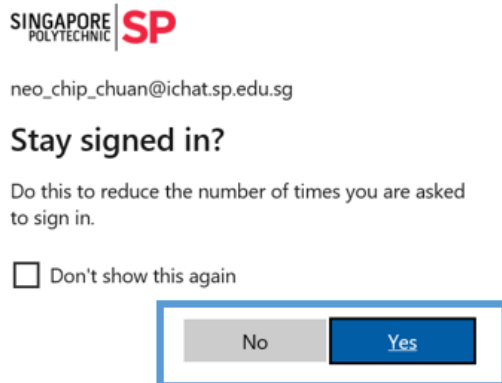 SINGAPORE
POLYTECHNIC SP
neo_chip_chuan@ichat.sp.edu.sg
Stay signed in?
Do this to reduce the number of times you are asked
to sign in.
Don't show this again
No Yes